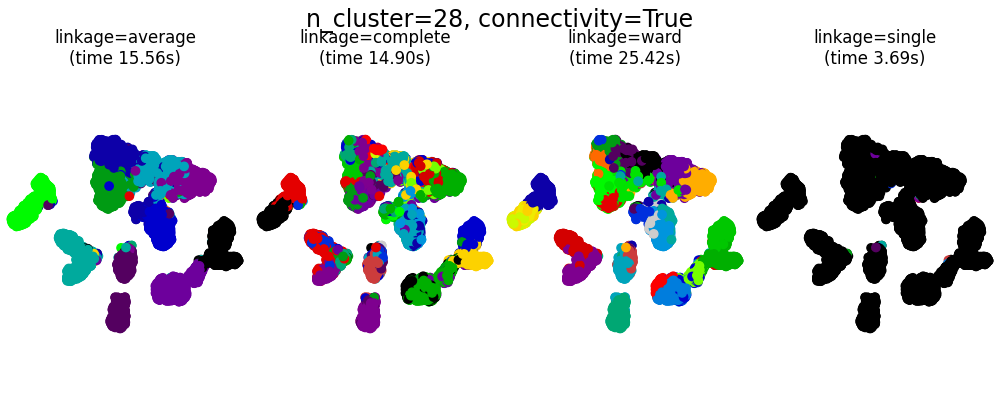 n_cluster=28, connectivity=True
linkage=average
(time 15.56s)
linkage=complete
(time 14.90s)
linkage=ward
(time 25.42s)
linkage=single
(time 3.69s)